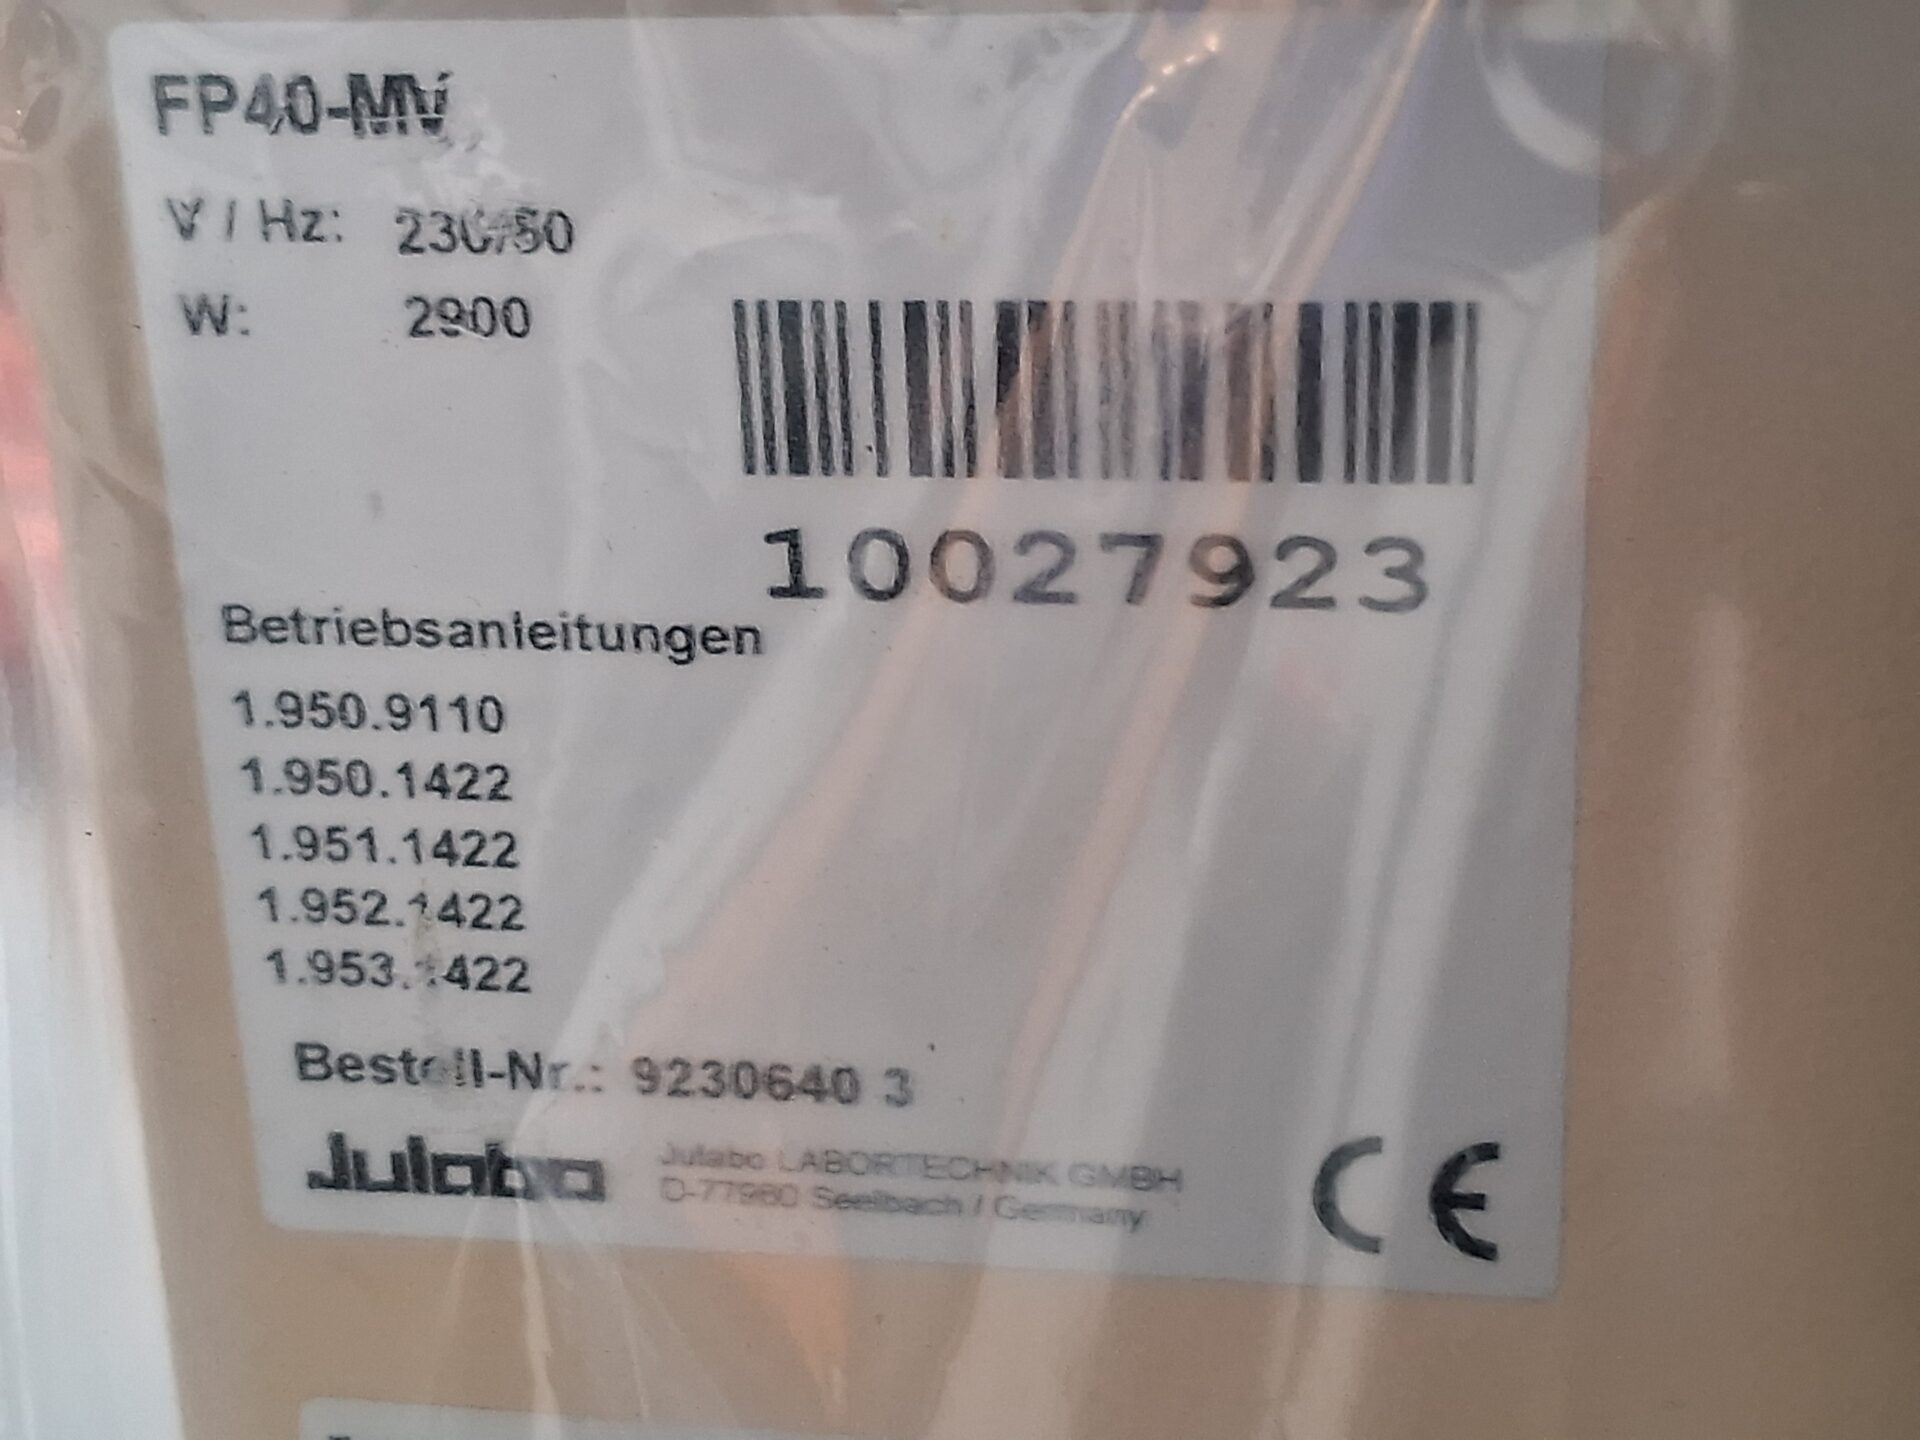 FP40-MV
V / Hz: 230/50
W: 2900
10027923
Betriebsanleitungen
1.950.9110
1.950.1422
1.951.1422
1.952.1422
1.953.1422
Bestell-Nr.: 9230640 3
Julabo
Julabo LABORTECHNIK GMBH
D-77960 Seelbach / Germany
CE